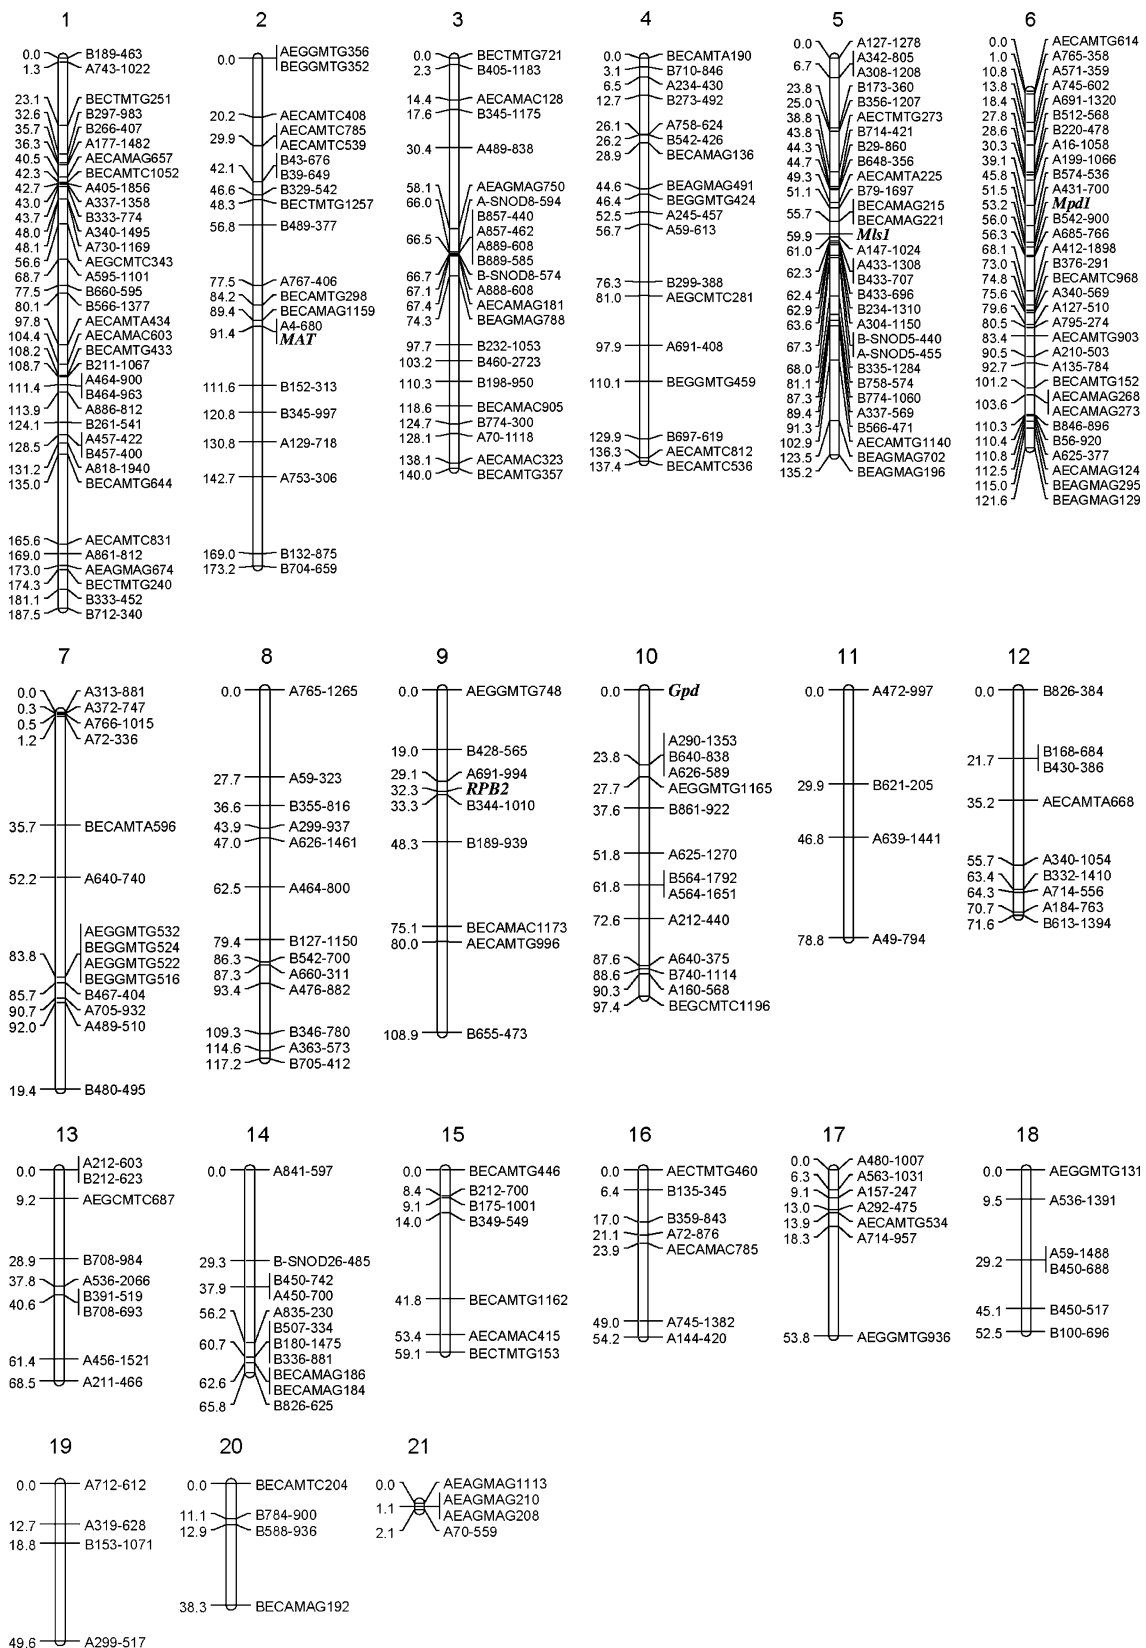 1
0.0 B189-463
1.3 A743-1022
23.1 BECTMTG251
32.6 B297-983
35.7 B266-407
36.3 A177-1482
40.5 AECAMAG657
42.3 BECAMTC1052
42.7 A405-1856
43.0 A337-1358
43.7 B333-774
48.0 A340-1495
48.1 A730-1169
56.6 AEGCMTC343
68.7 A595-1101
77.5 B660-595
80.1 B566-1377
97.8 AECAMTA434
104.4 AECAMAC603
108.2 BECAMTG433
108.7 B211-1067
111.4 A464-900
B464-963
113.9 A886-812
124.1 B261-541
128.5 A457-422
B457-400
131.2 A818-1940
135.0 BECAMTG644
165.6 AECAMTC831
169.0 A861-812
173.0 AEAGMAG674
174.3 BECTMTG240
181.1 B333-452
187.5 B712-340
2
0.0 AEGGMTG356
BEGGMTG352
20.2 AECAMTC408
29.9 AECAMTC785
AECAMTC539
42.1 B43-676
B39-649
46.6 B329-542
48.3 BECTMTG1257
56.8 B489-377
77.5 A767-406
84.2 BECAMTG298
89.4 BECAMAG1159
91.4 A4-680
MAT
111.6 B152-313
120.8 B345-997
130.8 A129-718
142.7 A753-306
169.0 B132-875
173.2 B704-659
3
0.0 BECTMTG721
2.3 B405-1183
14.4 AECAMAC128
17.6 B345-1175
30.4 A489-838
58.1 AEAGMAG750
66.0 A-SNOD8-594
66.5 B857-440
A857-462
A889-608
B889-585
66.7 B-SNOD8-574
67.1 A888-608
67.4 AECAMAG181
74.3 BEAGMAG788
97.7 B232-1053
103.2 B460-2723
110.3 B198-950
118.6 BECAMAC905
124.7 B774-300
128.1 A70-1118
138.1 AECAMAC323
140.0 BECAMTG357
4
0.0 BECAMTA190
3.1 B710-846
6.5 A234-430
12.7 B273-492
26.1 A758-624
26.2 B542-426
28.9 BECAMAG136
44.6 BEAGMAG491
46.4 BEGGMTG424
52.5 A245-457
56.7 A59-613
76.3 B299-388
81.0 AEGCMTC281
97.9 A691-408
110.1 BEGGMTG459
129.9 B697-619
136.3 AECAMTC812
137.4 BECAMTC536
5
0.0 A127-1278
6.7 A342-805
A308-1208
23.8 B173-360
25.0 B356-1207
38.8 AECTMTG273
43.8 B714-421
44.3 B29-860
44.7 B648-356
49.3 AECAMTA225
51.1 B79-1697
55.7 BECAMAG215
BECAMAG221
59.9 Mls1
61.0 A147-1024
62.3 A433-1308
B433-707
62.4 B433-696
62.9 B234-1310
63.6 A304-1150
67.3 B-SNOD5-440
A-SNOD5-455
68.0 B335-1284
81.1 B758-574
87.3 B774-1060
89.4 A337-569
91.3 B566-471
102.9 AECAMTG1140
123.5 BEAGMAG702
135.2 BEAGMAG196
6
0.0 AECAMTG614
1.0 A765-358
10.8 A571-359
13.8 A745-602
18.4 A691-1320
27.8 B512-568
28.6 B220-478
30.3 A16-1058
39.1 A199-1066
45.8 B574-536
51.5 A431-700
53.2 Mpd1
56.0 B542-900
56.3 A685-766
68.1 A412-1898
73.0 B376-291
74.8 BECAMTC968
75.6 A340-569
79.6 A127-510
80.5 A795-274
83.4 AECAMTG903
90.5 A210-503
92.7 A135-784
101.2 BECAMTG152
103.6 AECAMAG268
AECAMAG273
110.3 B846-896
110.4 B56-920
110.8 A625-377
112.5 AECAMAG124
115.0 BEAGMAG295
121.6 BEAGMAG129
7
0.0 A313-881
0.3 A372-747
0.5 A766-1015
1.2 A72-336
35.7 BECAMTA596
52.2 A640-740
83.8 AEGGMTG532
BEGGMTG524
AEGGMTG522
BEGGMTG516
85.7 B467-404
90.7 A705-932
92.0 A489-510
19.4 B480-495
8
0.0 A765-1265
27.7 A59-323
36.6 B355-816
43.9 A299-937
47.0 A626-1461
62.5 A464-800
79.4 B127-1150
86.3 B542-700
87.3 A660-311
93.4 A476-882
109.3 B346-780
114.6 A363-573
117.2 B705-412
9
0.0 AEGGMTG748
19.0 B428-565
29.1 A691-994
32.3 RPB2
33.3 B344-1010
48.3 B189-939
75.1 BECAMAC1173
80.0 AECAMTG996
108.9 B655-473
10
0.0 Gpd
23.8 A290-1353
B640-838
A626-589
27.7 AEGGMTG1165
37.6 B861-922
51.8 A625-1270
61.8 B564-1792
A564-1651
72.6 A212-440
87.6 A640-375
88.6 B740-1114
90.3 A160-568
97.4 BEGCMTC1196
11
0.0 A472-997
29.9 B621-205
46.8 A639-1441
78.8 A49-794
12
0.0 B826-384
21.7 B168-684
B430-386
35.2 AECAMTA668
55.7 A340-1054
63.4 B332-1410
64.3 A714-556
70.7 A184-763
71.6 B613-1394
13
0.0 A212-603
B212-623
9.2 AEGCMTC687
28.9 B708-984
37.8 A536-2066
40.6 B391-519
B708-693
61.4 A456-1521
68.5 A211-466
14
0.0 A841-597
29.3 B-SNOD26-485
37.9 B450-742
A450-700
56.2 A835-230
60.7 B507-334
B180-1475
B336-881
62.6 BECAMAG186
BECAMAG184
65.8 B826-625
15
0.0 BECAMTG446
8.4 B212-700
9.1 B175-1001
14.0 B349-549
41.8 BECAMTG1162
53.4 AECAMAC415
59.1 BECTMTG153
16
0.0 AECTMTG460
6.4 B135-345
17.0 B359-843
21.1 A72-876
23.9 AECAMAC785
49.0 A745-1382
54.2 A144-420
17
0.0 A480-1007
6.3 A563-1031
9.1 A157-247
13.0 A292-475
13.9 AECAMTG534
18.3 A714-957
53.8 AEGGMTG936
18
0.0 AEGGMTG131
9.5 A536-1391
29.2 A59-1488
B450-688
45.1 B450-517
52.5 B100-696
19
0.0 A712-612
12.7 A319-628
18.8 B153-1071
49.6 A299-517
20
0.0 BECAMTC204
11.1 B784-900
12.9 B588-936
38.3 BECAMAG192
21
0.0 AEAGMAG1113
1.1 AEAGMAG210
AEAGMAG208
2.1 A70-559